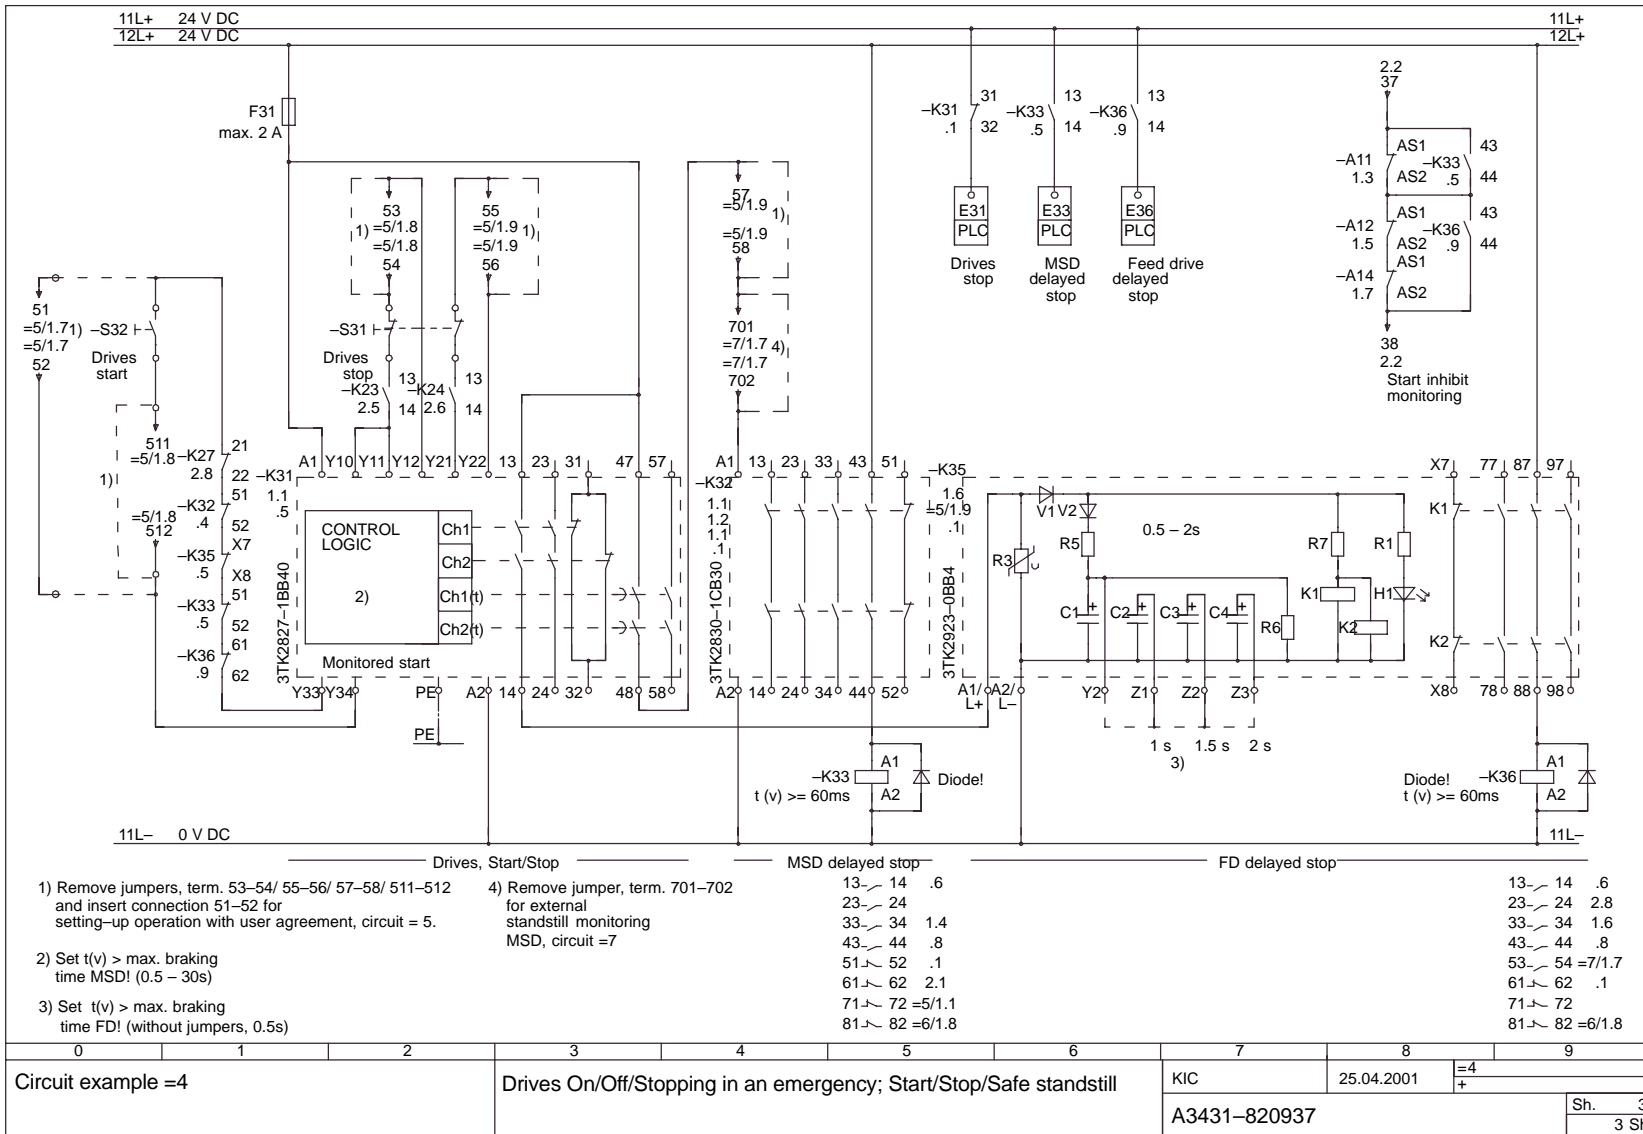 11L+ 24 V DC 11L+
12L+ 24 V DC 12L+
F31
max. 2 A
–K31
.1
31
32
–K33
.5
13
14
–K36
.9
13
14
E31
PLC
Drives
stop
E33
PLC
MSD
delayed
stop
E36
PLC
Feed drive
delayed
stop
2.2
37
–A11
1.3
AS1
AS2
–K33
.5
43
44
–A12
1.5
AS1
AS2
–K36
.9
43
44
–A14
1.7
AS1
AS2
38
2.2
Start inhibit
monitoring
51
=5/1.7 1)
=5/1.7
52
–S32
Drives
start
1)
53
=5/1.8
=5/1.8
54
55
=5/1.9 1)
=5/1.9
56
57
=5/1.9 1)
=5/1.9
58
701
=7/1.7 4)
=7/1.7
702
–S31
Drives
stop
–K23
2.5
13
14
–K24
2.6
13
14
1)
511
=5/1.8
=5/1.8
512
–K27
2.8
21
22
–K32
.4
51
52
–K35
.5
X7
X8
–K33
.5
51
52
–K36
.9
61
62
A1 Y10 Y11 Y12 Y21 Y22 13 23 31 47 57
–K31
1.1
.5
3TK2827–1BB40
CONTROL
LOGIC
2)
Ch1
Ch2
Ch1(t)
Ch2(t)
Monitored start
Y33 Y34 PE A2 14 24 32 48 58
PE
A1 13 23 33 43 51
–K32
1.1
1.2
1.1
.1
3TK2830–1CB30
A2 14 24 34 44 52
–K35
1.6
=5/1.9
.1
3TK2923–0BB4
X7 77 87 97
R3
V1 V2
0.5 – 2s
R5
R7
R1
K1
C1 + C2 + C3 + C4 +
R6
K1
K2
H1
K2
A1/
L+
A2/
L–
Y2 Z1 Z2 Z3 X8 78 88 98
1 s 1.5 s 2 s
3)
–K33
t (v) >= 60ms
A1
A2
Diode!
Diode!
t (v) >= 60ms
–K36
A1
A2
11L– 0 V DC 11L–
Drives, Start/Stop MSD delayed stop FD delayed stop
1) Remove jumpers, term. 53–54/ 55–56/ 57–58/ 511–512
and insert connection 51–52 for
setting–up operation with user agreement, circuit = 5.
2) Set t(v) > max. braking
time MSD! (0.5 – 30s)
3) Set t(v) > max. braking
time FD! (without jumpers, 0.5s)
4) Remove jumper, term. 701–702
for external
standstill monitoring
MSD, circuit =7
13 14 .6
23 24
33 34 1.4
43 44 .8
51 52 .1
61 62 2.1
71 72 =5/1.1
81 82 =6/1.8
13 14 .6
23 24 2.8
33 34 1.6
43 44 .8
53 54 =7/1.7
61 62 .1
71 72
81 82 =6/1.8
0 1 2 3 4 5 6 7 8 9
Circuit example =4
Drives On/Off/Stopping in an emergency; Start/Stop/Safe standstill
KIC
25.04.2001
=4
+
A3431–820937
Sh. 3
3 Sh